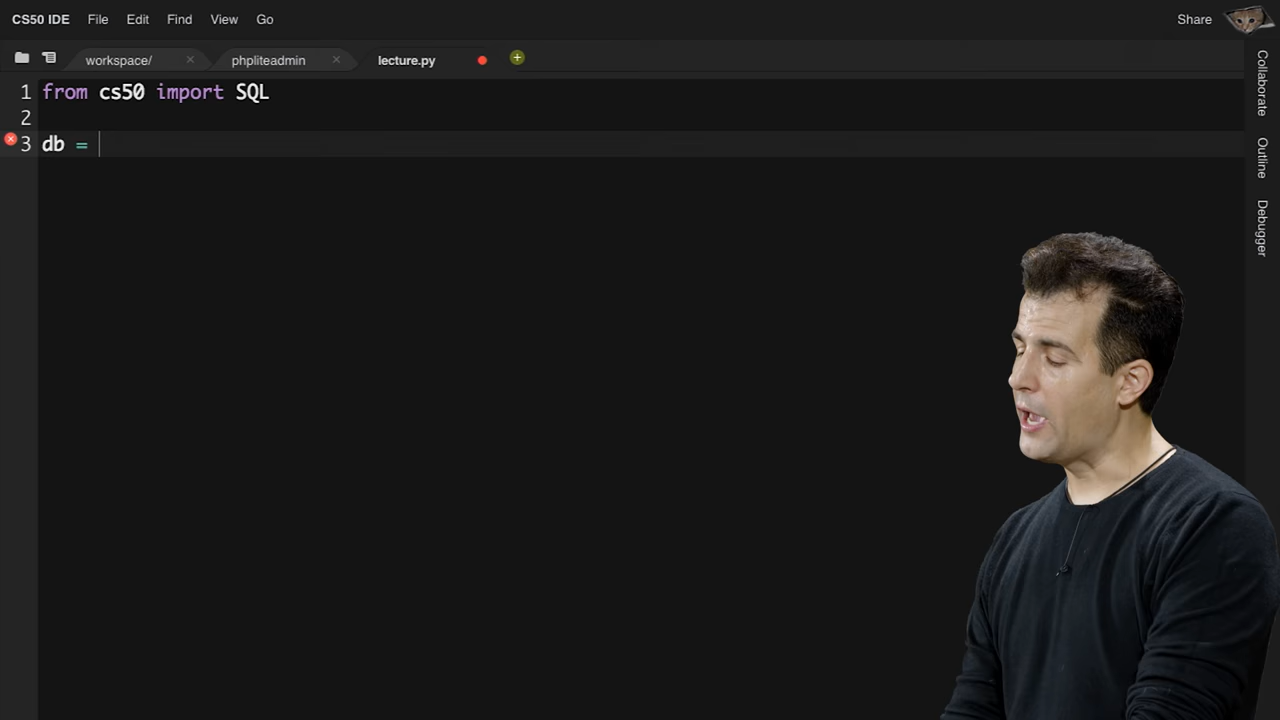 CS50 IDE File Edit Find View Go Share
workspace/ phpliteadmin lecture.py
1 from cs50 import SQL
2
3 db =
Collaborate
Outline
Debugger